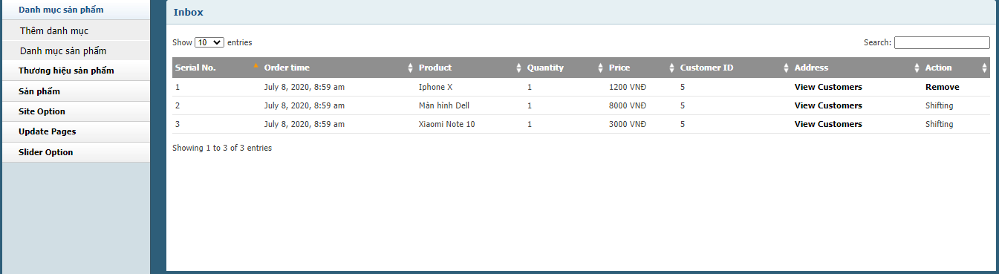 Danh mục sản phẩm
Thêm danh mục
Danh mục sản phẩm
Thương hiệu sản phẩm
Sản phẩm
Site Option
Update Pages
Slider Option
Inbox
Show 10 entries Search:
Serial No. Order time Product Quantity Price Customer ID Address Action
1 July 8, 2020, 8:59 am Iphone X 1 1200 VNĐ 5 View Customers Remove
2 July 8, 2020, 8:59 am Màn hình Dell 1 8000 VNĐ 5 View Customers Shifting
3 July 8, 2020, 8:59 am Xiaomi Note 10 1 3000 VNĐ 5 View Customers Shifting
Showing 1 to 3 of 3 entries